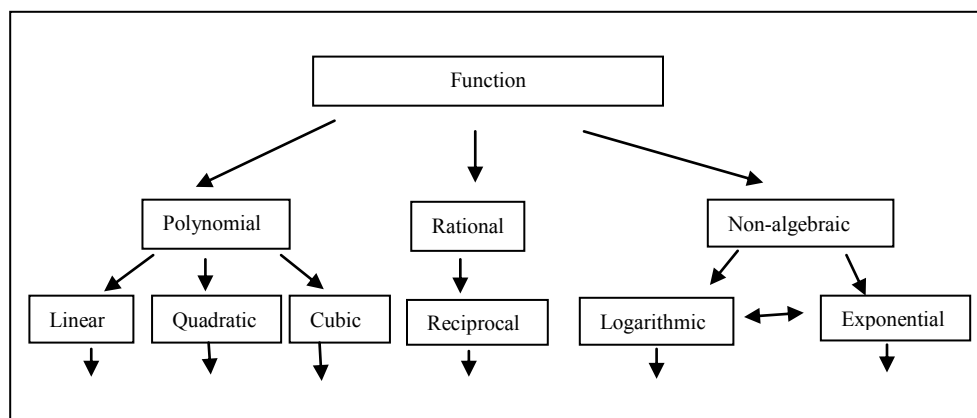 Function
Polynomial
Rational
Non-algebraic
Linear
Quadratic
Cubic
Reciprocal
Logarithmic
Exponential